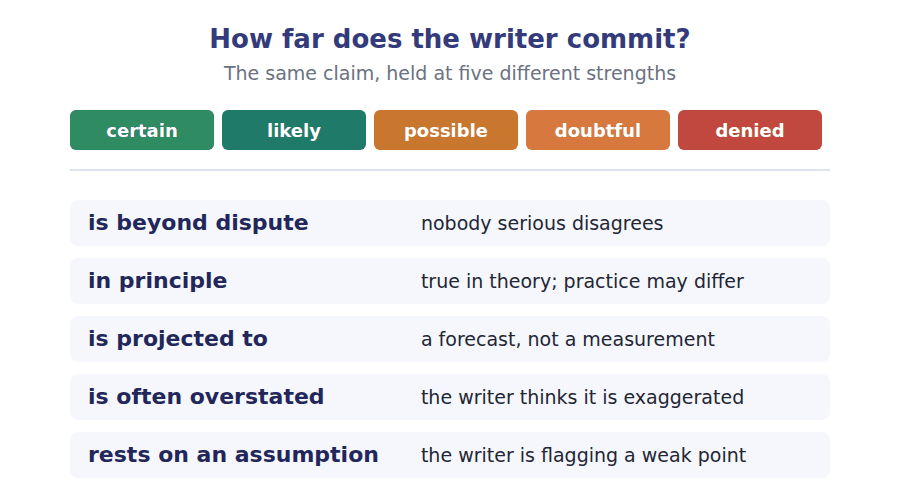 How far does the writer commit?
The same claim, held at five different strengths
certain likely possible doubtful denied
is beyond dispute nobody serious disagrees
in principle true in theory; practice may differ
is projected to a forecast, not a measurement
is often overstated the writer thinks it is exaggerated
rests on an assumption the writer is flagging a weak point